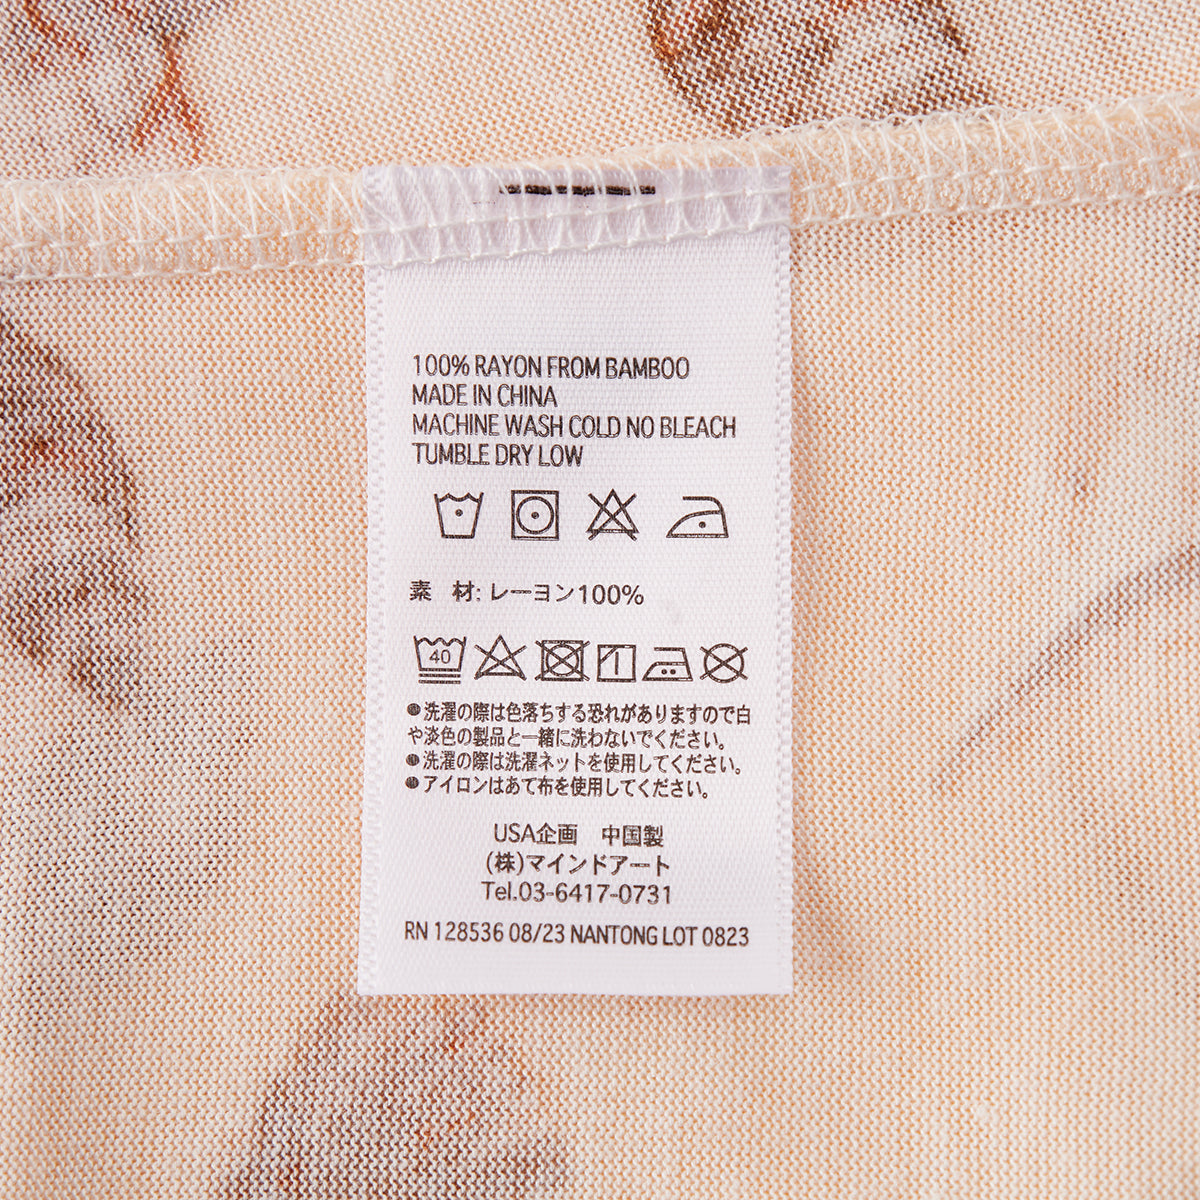 100% RAYON FROM BAMBOO
MADE IN CHINA
MACHINE WASH COLD NO BLEACH
TUMBLE DRY LOW
素 材: レーヨン100%
40
●洗濯の際は色落ちする恐れがありますので白
や淡色の製品と一緒に洗わないでください。
●洗濯の際は洗濯ネットを使用してください。
●アイロンはあて布を使用してください。
USA企画 中国製
(株)マインドアート
Tel.03-6417-0731
RN 128536 08/23 NANTONG LOT 0823